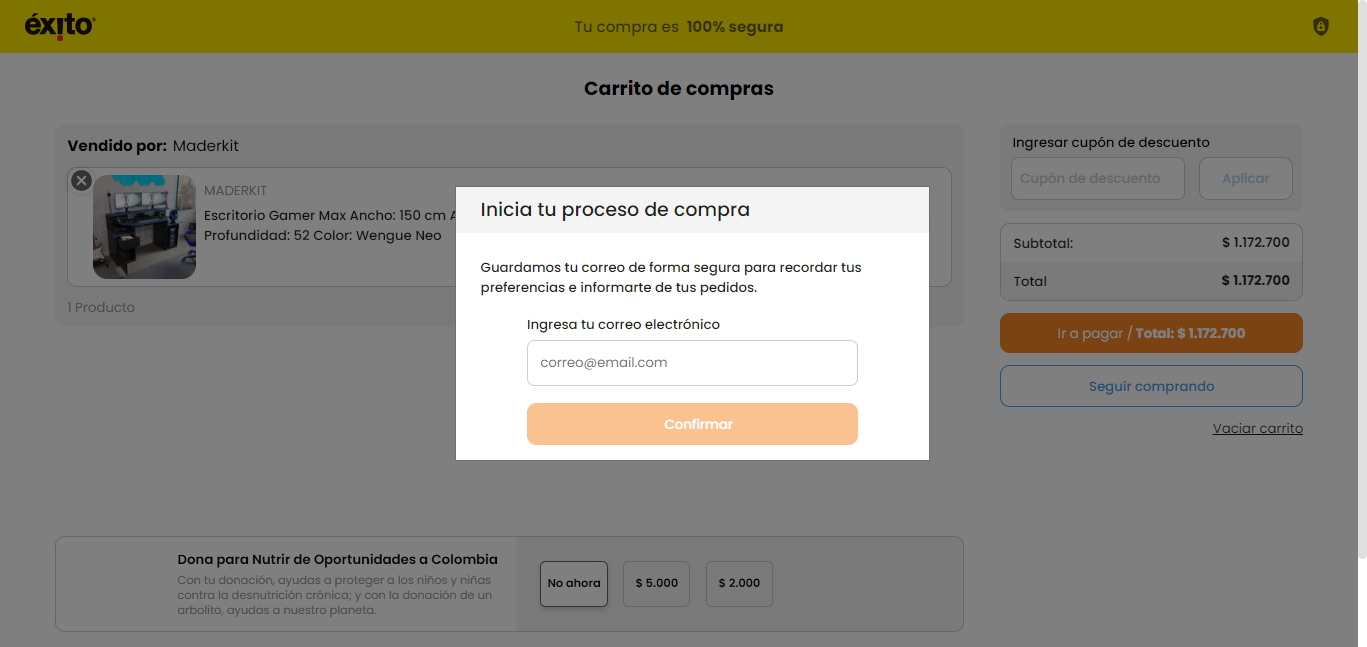 éxito
Tu compra es 100% segura
Carrito de compras
Vendido por: Maderkit
MADERKIT
Escritorio Gamer Max Ancho: 150 cm A
Profundidad: 52 Color: Wengue Neo
1 Producto
Inicia tu proceso de compra
Guardamos tu correo de forma segura para recordar tus
preferencias e informarte de tus pedidos.
Ingresa tu correo electrónico
correo@email.com
Confirmar
Ingresar cupón de descuento
Cupón de descuento
Aplicar
Subtotal: $ 1.172.700
Total $ 1.172.700
Ir a pagar / Total: $ 1.172.700
Seguir comprando
Vaciar carrito
Dona para Nutrir de Oportunidades a Colombia
Con tu donación, ayudas a proteger a los niños y niñas
contra la desnutrición crónica; y con la donación de un
arbolito, ayudas a nuestro planeta.
No ahora
$ 5.000
$ 2.000